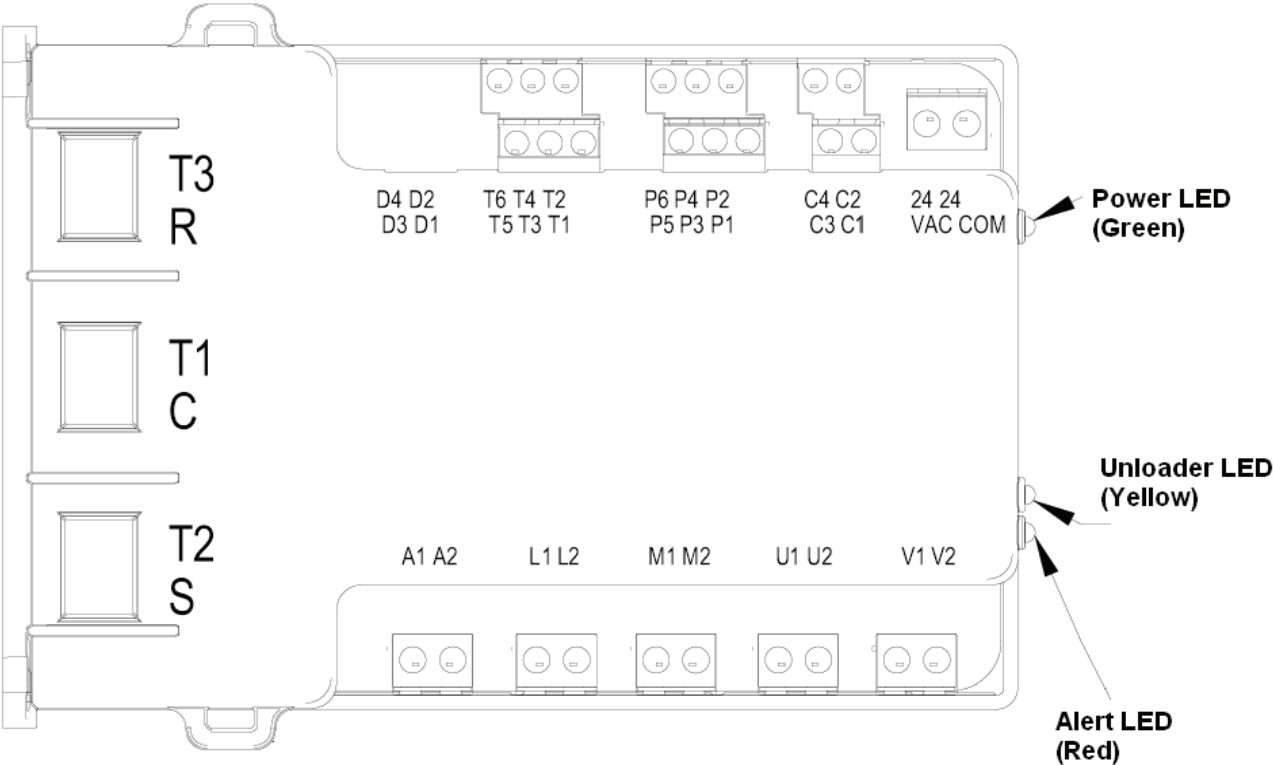 T3
R
D4 D2
D3 D1
T6 T4 T2
T5 T3 T1
P6 P4 P2
P5 P3 P1
C4 C2
C3 C1
24 24
VAC COM
Power LED
(Green)
T1
C
Unloader LED
(Yellow)
T2
S
A1 A2
L1 L2
M1 M2
U1 U2
V1 V2
Alert LED
(Red)